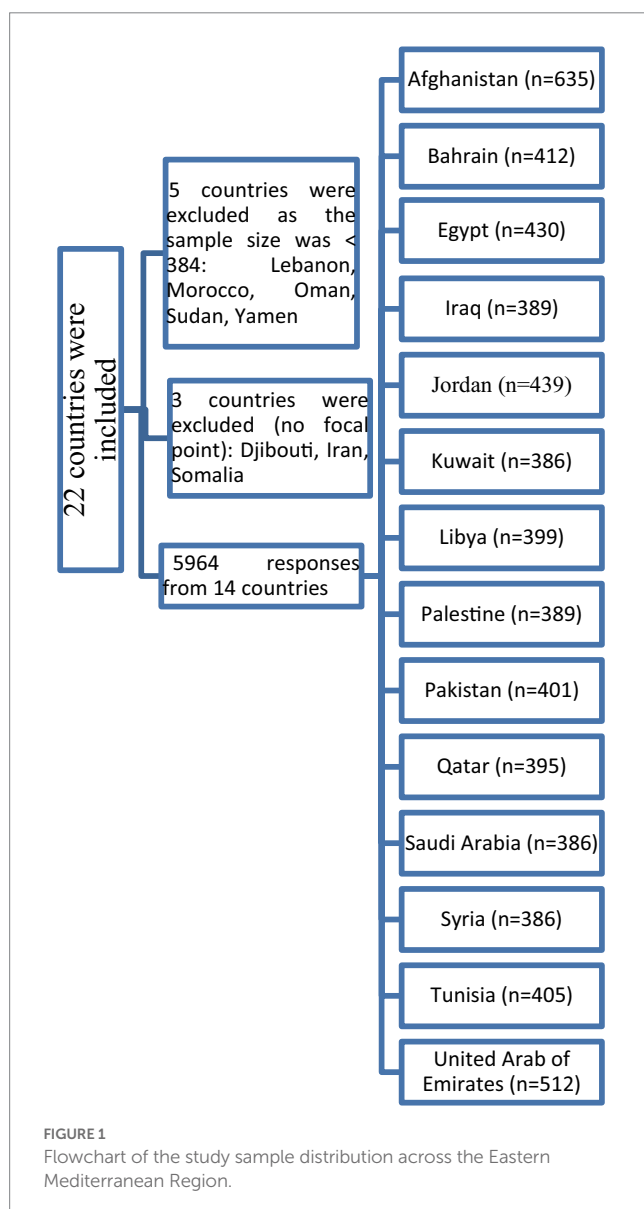 22 countries were
included
5 countries were
excluded as the
sample size was <
384: Lebanon,
Morocco, Oman,
Sudan, Yamen
3 countries were
excluded (no focal
point): Djibouti, Iran,
Somalia
5964 responses
from 14 countries
Afghanistan (n=635)
Bahrain (n=412)
Egypt (n=430)
Iraq (n=389)
Jordan (n=439)
Kuwait (n=386)
Libya (n=399)
Palestine (n=389)
Pakistan (n=401)
Qatar (n=395)
Saudi Arabia (n=386)
Syria (n=386)
Tunisia (n=405)
United Arab of
Emirates (n=512)
FIGURE 1
Flowchart of the study sample distribution across the Eastern
Mediterranean Region.